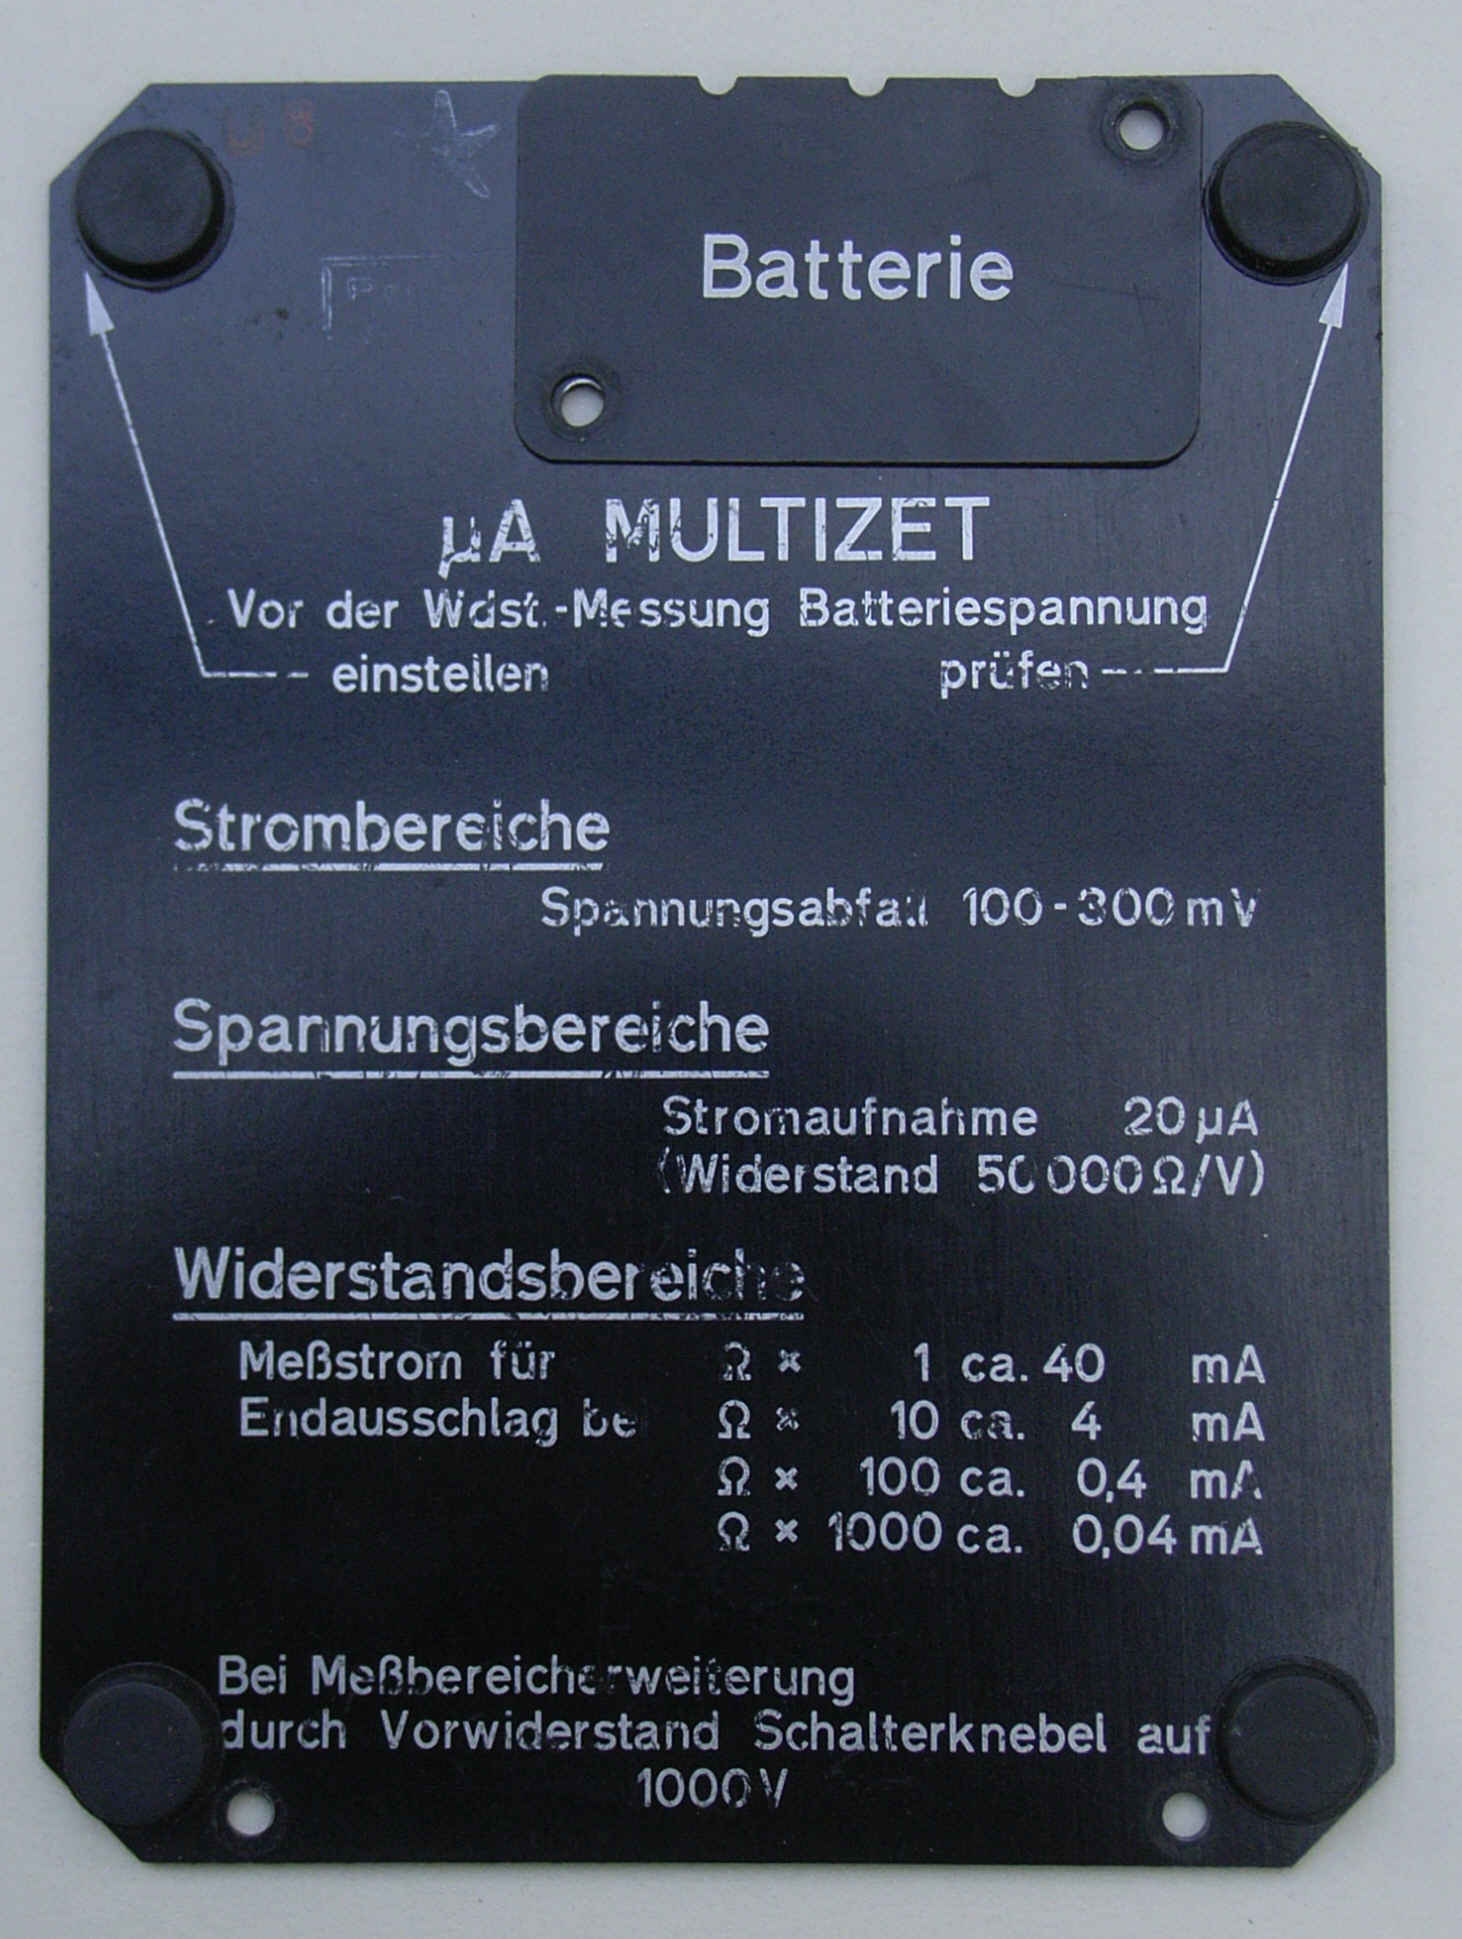 Batterie
µA MULTIZET
Vor der Wdst.-Messung Batteriespannung
einstellen prüfen
Strombereiche
Spannungsabfall 100-300 mV
Spannungsbereiche
Stromaufnahme 20 µA
(Widerstand 50 000 Ω/V)
Widerstandsbereiche
Meßstrom für Ω × 1 ca. 40 mA
Endausschlag bei Ω × 10 ca. 4 mA
Ω × 100 ca. 0,4 mA
Ω × 1000 ca. 0,04 mA
Bei Meßbereicherweiterung
durch Vorwiderstand Schalterknebel auf
1000 V